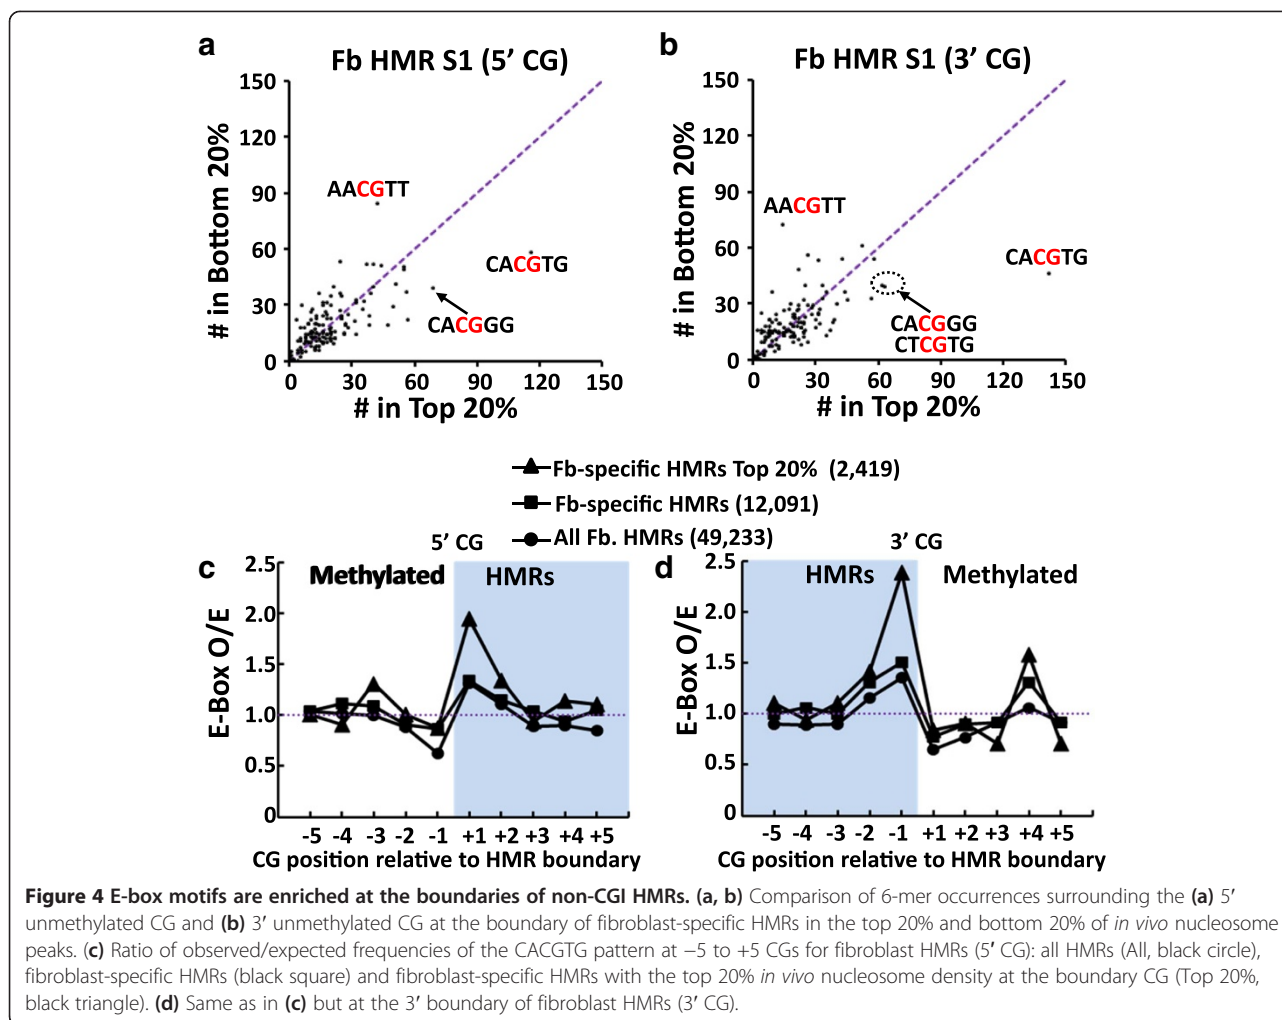 a
Fb HMR S1 (5′ CG)
150
120
90
60
30
0
# in Bottom 20%
AACGTT
CACGTG
CACGGG
0 30 60 90 120 150
# in Top 20%
b
Fb HMR S1 (3′ CG)
150
120
90
60
30
0
# in Bottom 20%
AACGTT
CACGTG
CACGGG
CTCGTG
0 30 60 90 120 150
# in Top 20%
Fb-specific HMRs Top 20% (2,419)
Fb-specific HMRs (12,091)
All Fb. HMRs (49,233)
c
5′ CG
Methylated HMRs
2.5
2.0
1.5
1.0
0.5
0
E-Box O/E
-5 -4 -3 -2 -1 +1 +2 +3 +4 +5
CG position relative to HMR boundary
d
3′ CG
HMRs Methylated
2.5
2.0
1.5
1.0
0.5
0
E-Box O/E
-5 -4 -3 -2 -1 +1 +2 +3 +4 +5
CG position relative to HMR boundary
Figure 4 E-box motifs are enriched at the boundaries of non-CGI HMRs. (a, b) Comparison of 6-mer occurrences surrounding the (a) 5′
unmethylated CG and (b) 3′ unmethylated CG at the boundary of fibroblast-specific HMRs in the top 20% and bottom 20% of in vivo nucleosome
peaks. (c) Ratio of observed/expected frequencies of the CACGTG pattern at −5 to +5 CGs for fibroblast HMRs (5′ CG): all HMRs (All, black circle),
fibroblast-specific HMRs (black square) and fibroblast-specific HMRs with the top 20% in vivo nucleosome density at the boundary CG (Top 20%,
black triangle). (d) Same as in (c) but at the 3′ boundary of fibroblast HMRs (3′ CG).